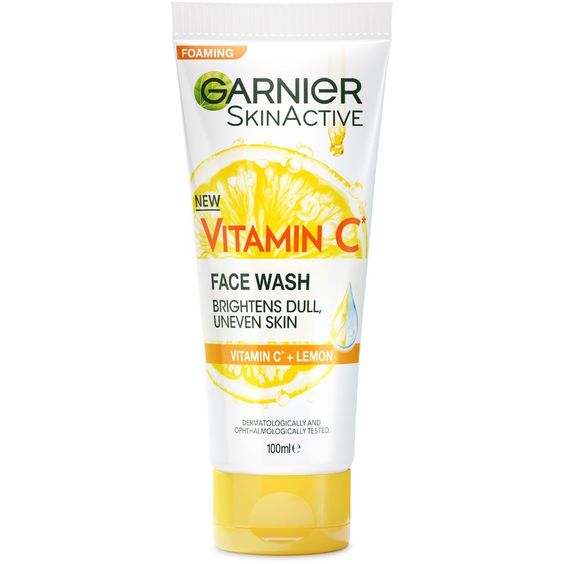 FOAMING
GARNIER
SKINACTIVE
NEW
VITAMIN C*
FACE WASH
BRIGHTENS DULL,
UNEVEN SKIN
VITAMIN C* + LEMON
DERMATOLOGICALLY AND
OPHTHALMOLOGICALLY TESTED
100ml℮